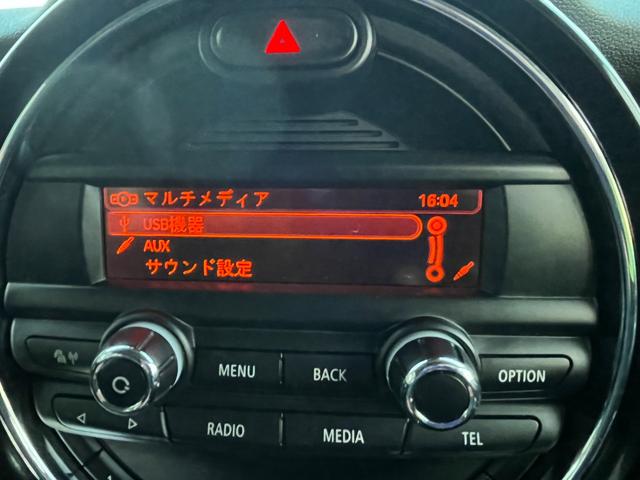 マルチメディア 16:04
USB機器
AUX
サウンド設定
MENU BACK OPTION
RADIO MEDIA TEL